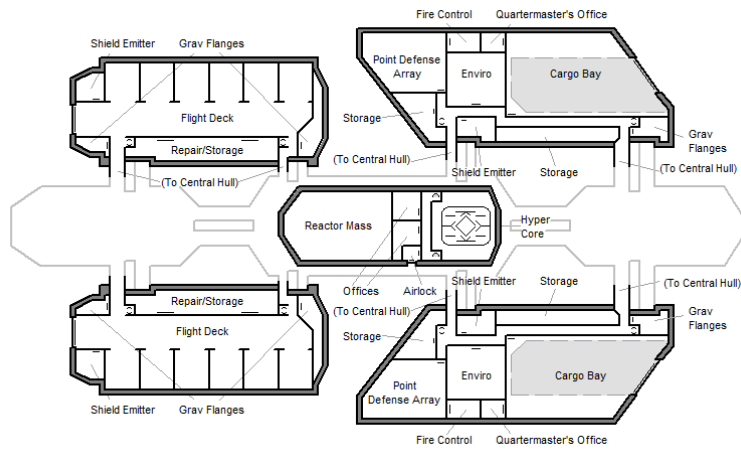 Fire Control
Quartermaster's Office
Shield Emitter
Grav Flanges
Point Defense
Array
Enviro
Cargo Bay
Flight Deck
Storage
Grav
Flanges
Repair/Storage
(To Central Hull)
(To Central Hull)
Shield Emitter
Storage
(To Central Hull)
Reactor Mass
Hyper
Core
Offices
Airlock
Shield Emitter
Storage
(To Central Hull)
(To Central Hull)
Repair/Storage
Flight Deck
Storage
Grav
Flanges
Point
Defense Array
Enviro
Cargo Bay
Shield Emitter
Grav Flanges
Fire Control
Quartermaster's Office